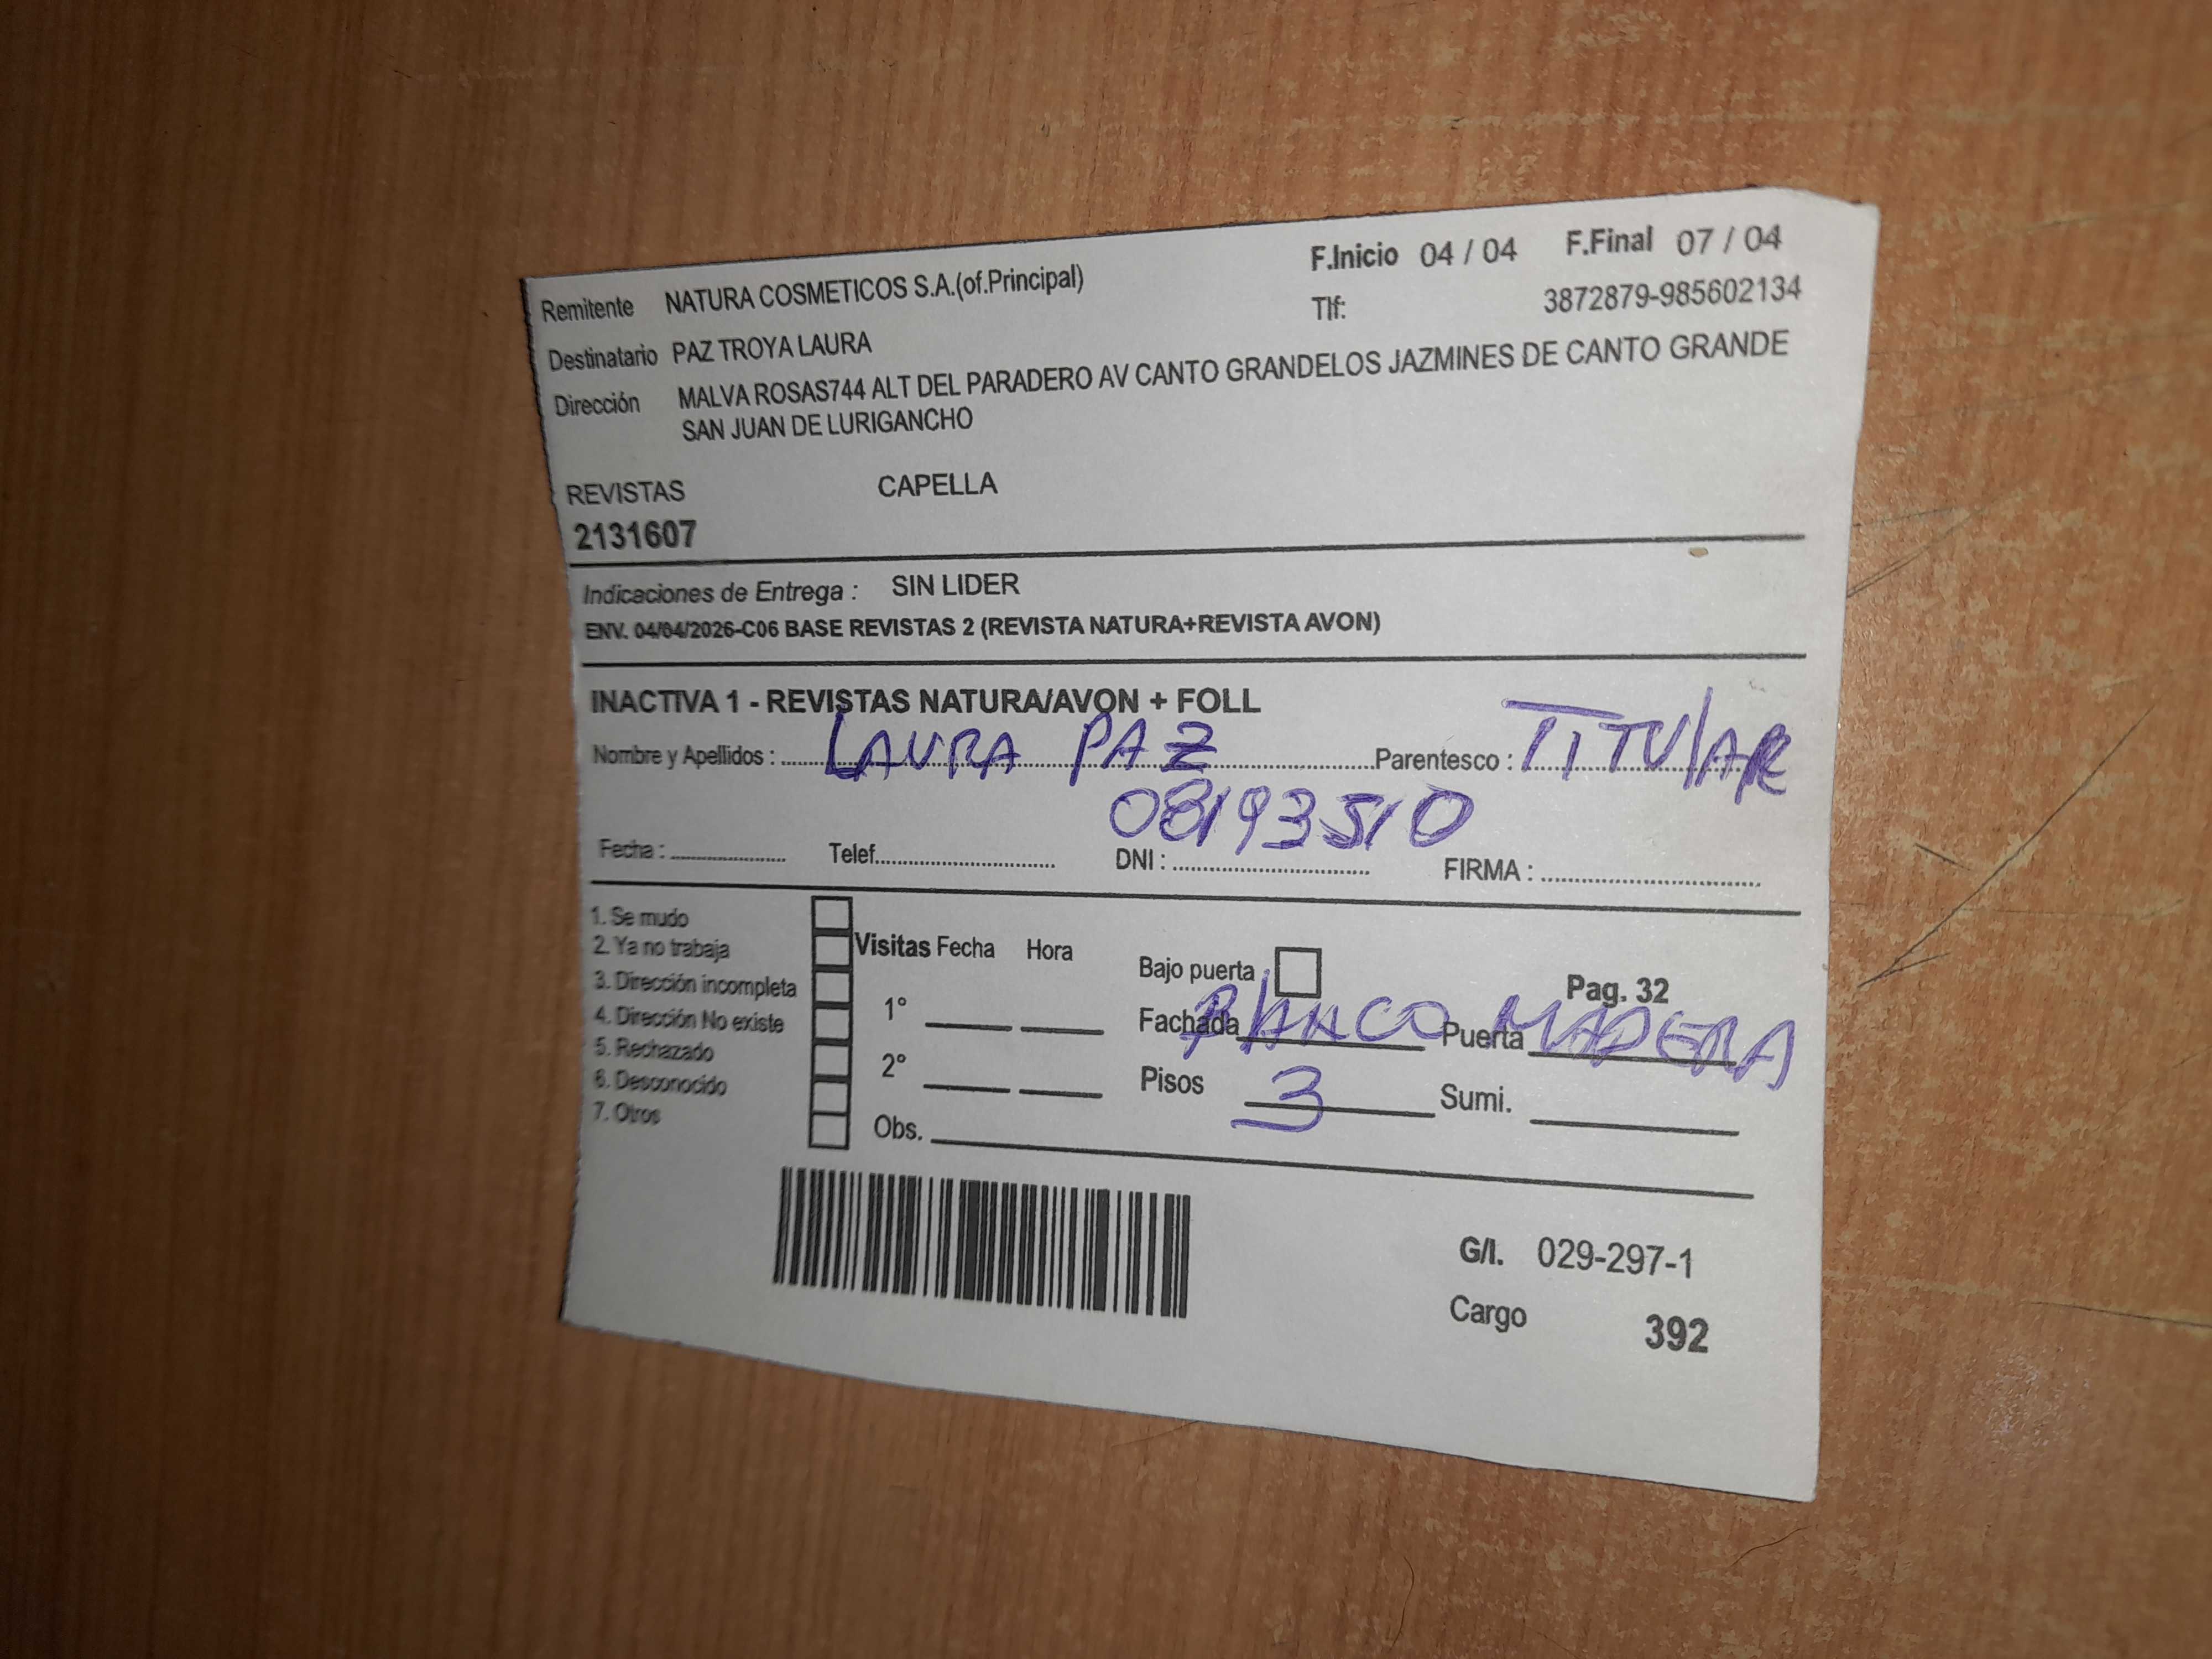 F.Inicio 04 / 04 F.Final 07 / 04
Remitente NATURA COSMETICOS S.A.(of.Principal) Tlf: 3872879-985602134
Destinatario PAZ TROYA LAURA
Dirección MALVA ROSAS744 ALT DEL PARADERO AV CANTO GRANDELOS JAZMINES DE CANTO GRANDE
SAN JUAN DE LURIGANCHO
REVISTAS CAPELLA
2131607
Indicaciones de Entrega : SIN LIDER
ENV. 04/04/2026-C06 BASE REVISTAS 2 (REVISTA NATURA+REVISTA AVON)
INACTIVA 1 - REVISTAS NATURA/AVON + FOLL
Nombre y Apellidos : LAURA PAZ Parentesco : TITULAR
08193510
Fecha : Telef. DNI : FIRMA :
1. Se mudo
2. Ya no trabaja
3. Dirección incompleta
4. Dirección No existe
5. Rechazado
6. Desconocido
7. Otros
Visitas Fecha Hora
1°
2°
Obs.
Bajo puerta Pag. 32
Fachada BLANCO Puerta MADERA
Pisos 3 Sumi.
G/I. 029-297-1
Cargo 392